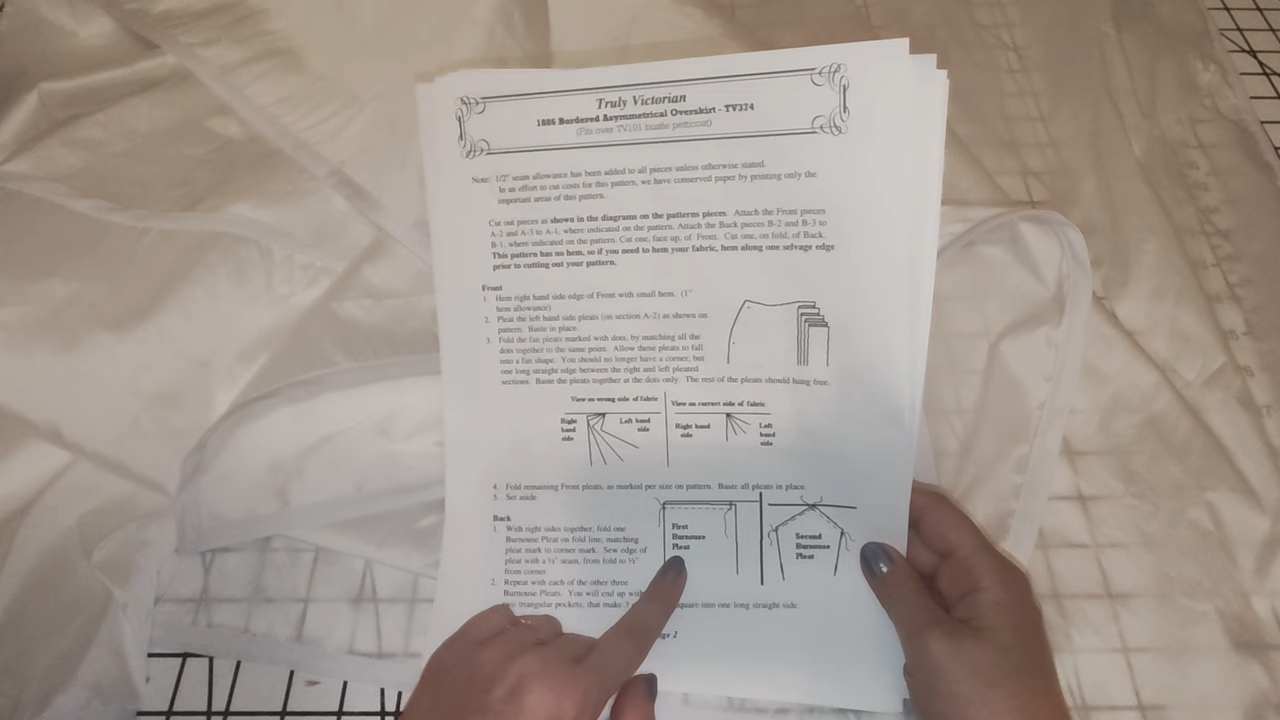 Truly Victorian
1886 Bordered Asymmetrical Overskirt - TV374
(Fits over TV101 bustle petticoat)
Note: 1/2" seam allowance has been added to all pieces unless otherwise stated.
In an effort to cut costs for this pattern, we have conserved paper by printing only the
important areas of this pattern.
Cut out pieces as shown in the diagrams on the patterns pieces. Attach the Front pieces
A-2 and A-3 to A-1, where indicated on the pattern. Attach the Back pieces B-2 and B-3 to
B-1, where indicated on the pattern. Cut one, face up, of Front. Cut one, on fold, of Back.
This pattern has no hem, so if you need to hem your fabric, hem along one selvage edge
prior to cutting out your pattern.
Front
1. Hem right hand side edge of Front with small hem. (1"
hem allowance)
2. Pleat the left hand side pleats (on section A-2) as shown on
pattern. Baste in place.
3. Fold the fan pleats marked with dots, by matching all the
dots together to the same point. Allow these pleats to fall
into a fan shape. You should no longer have a corner, but
one long straight edge between the right and left pleated
sections. Baste the pleats together at the dots only. The rest of the pleats should hang free.
View on wrong side of fabric
Right
hand
side
Left hand
side
View on correct side of fabric
Right hand
side
Left
hand
side
4. Fold remaining Front pleats, as marked per size on pattern. Baste all pleats in place.
5. Set aside.
Back
1. With right sides together, fold one
Burnouse Pleat on fold line, matching
pleat mark to corner mark. Sew edge of
pleat with a ½" seam, from fold to ½"
from corner.
2. Repeat with each of the other three
Burnouse Pleats. You will end up with
two triangular pockets, that make 3 square into one long straight side.
First
Burnouse
Pleat
Second
Burnouse
Pleat